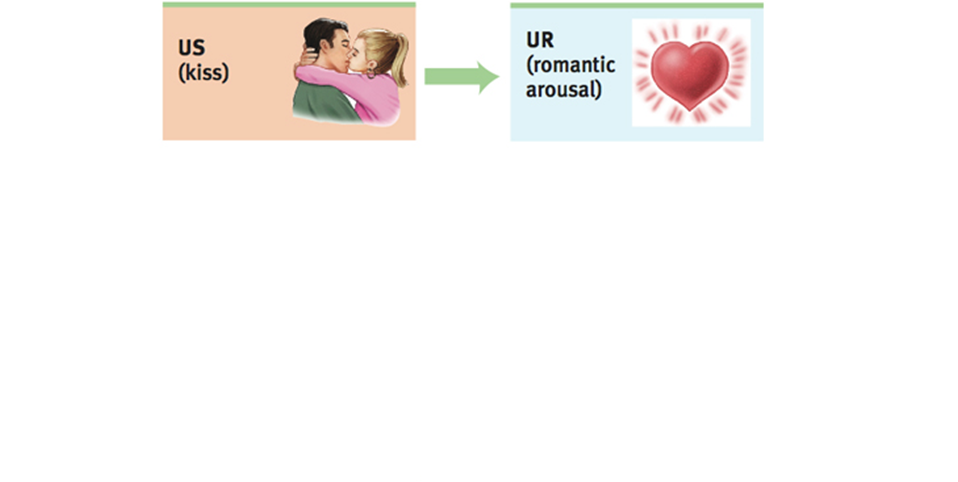 US
(kiss)
UR
(romantic
arousal)